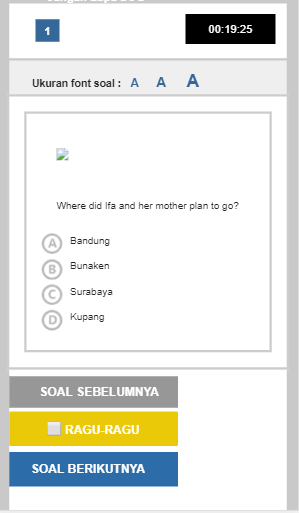 1
00:19:25
Ukuran font soal : A A A
Where did Ifa and her mother plan to go?
A Bandung
B Bunaken
C Surabaya
D Kupang
SOAL SEBELUMNYA
RAGU-RAGU
SOAL BERIKUTNYA